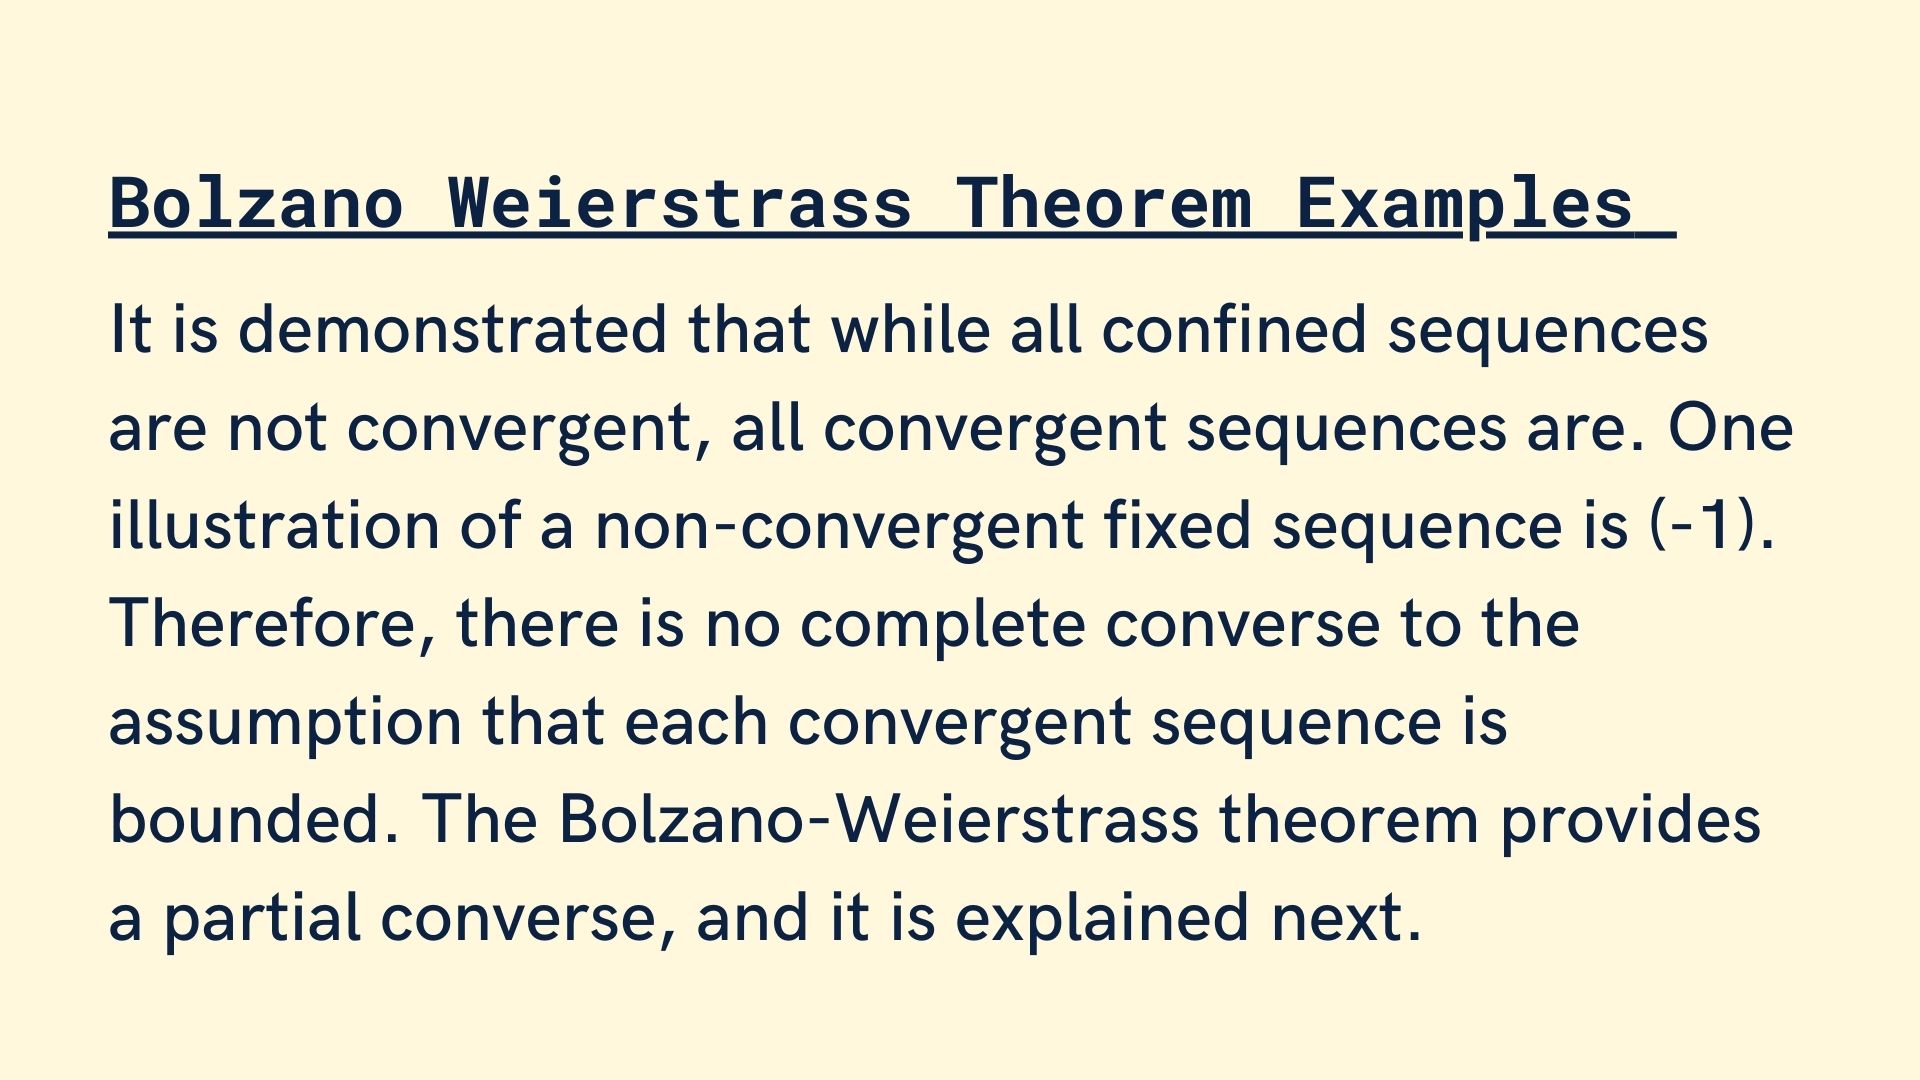 Bolzano Weierstrass Theorem Examples
It is demonstrated that while all confined sequences
are not convergent, all convergent sequences are. One
illustration of a non-convergent fixed sequence is (-1).
Therefore, there is no complete converse to the
assumption that each convergent sequence is
bounded. The Bolzano-Weierstrass theorem provides
a partial converse, and it is explained next.